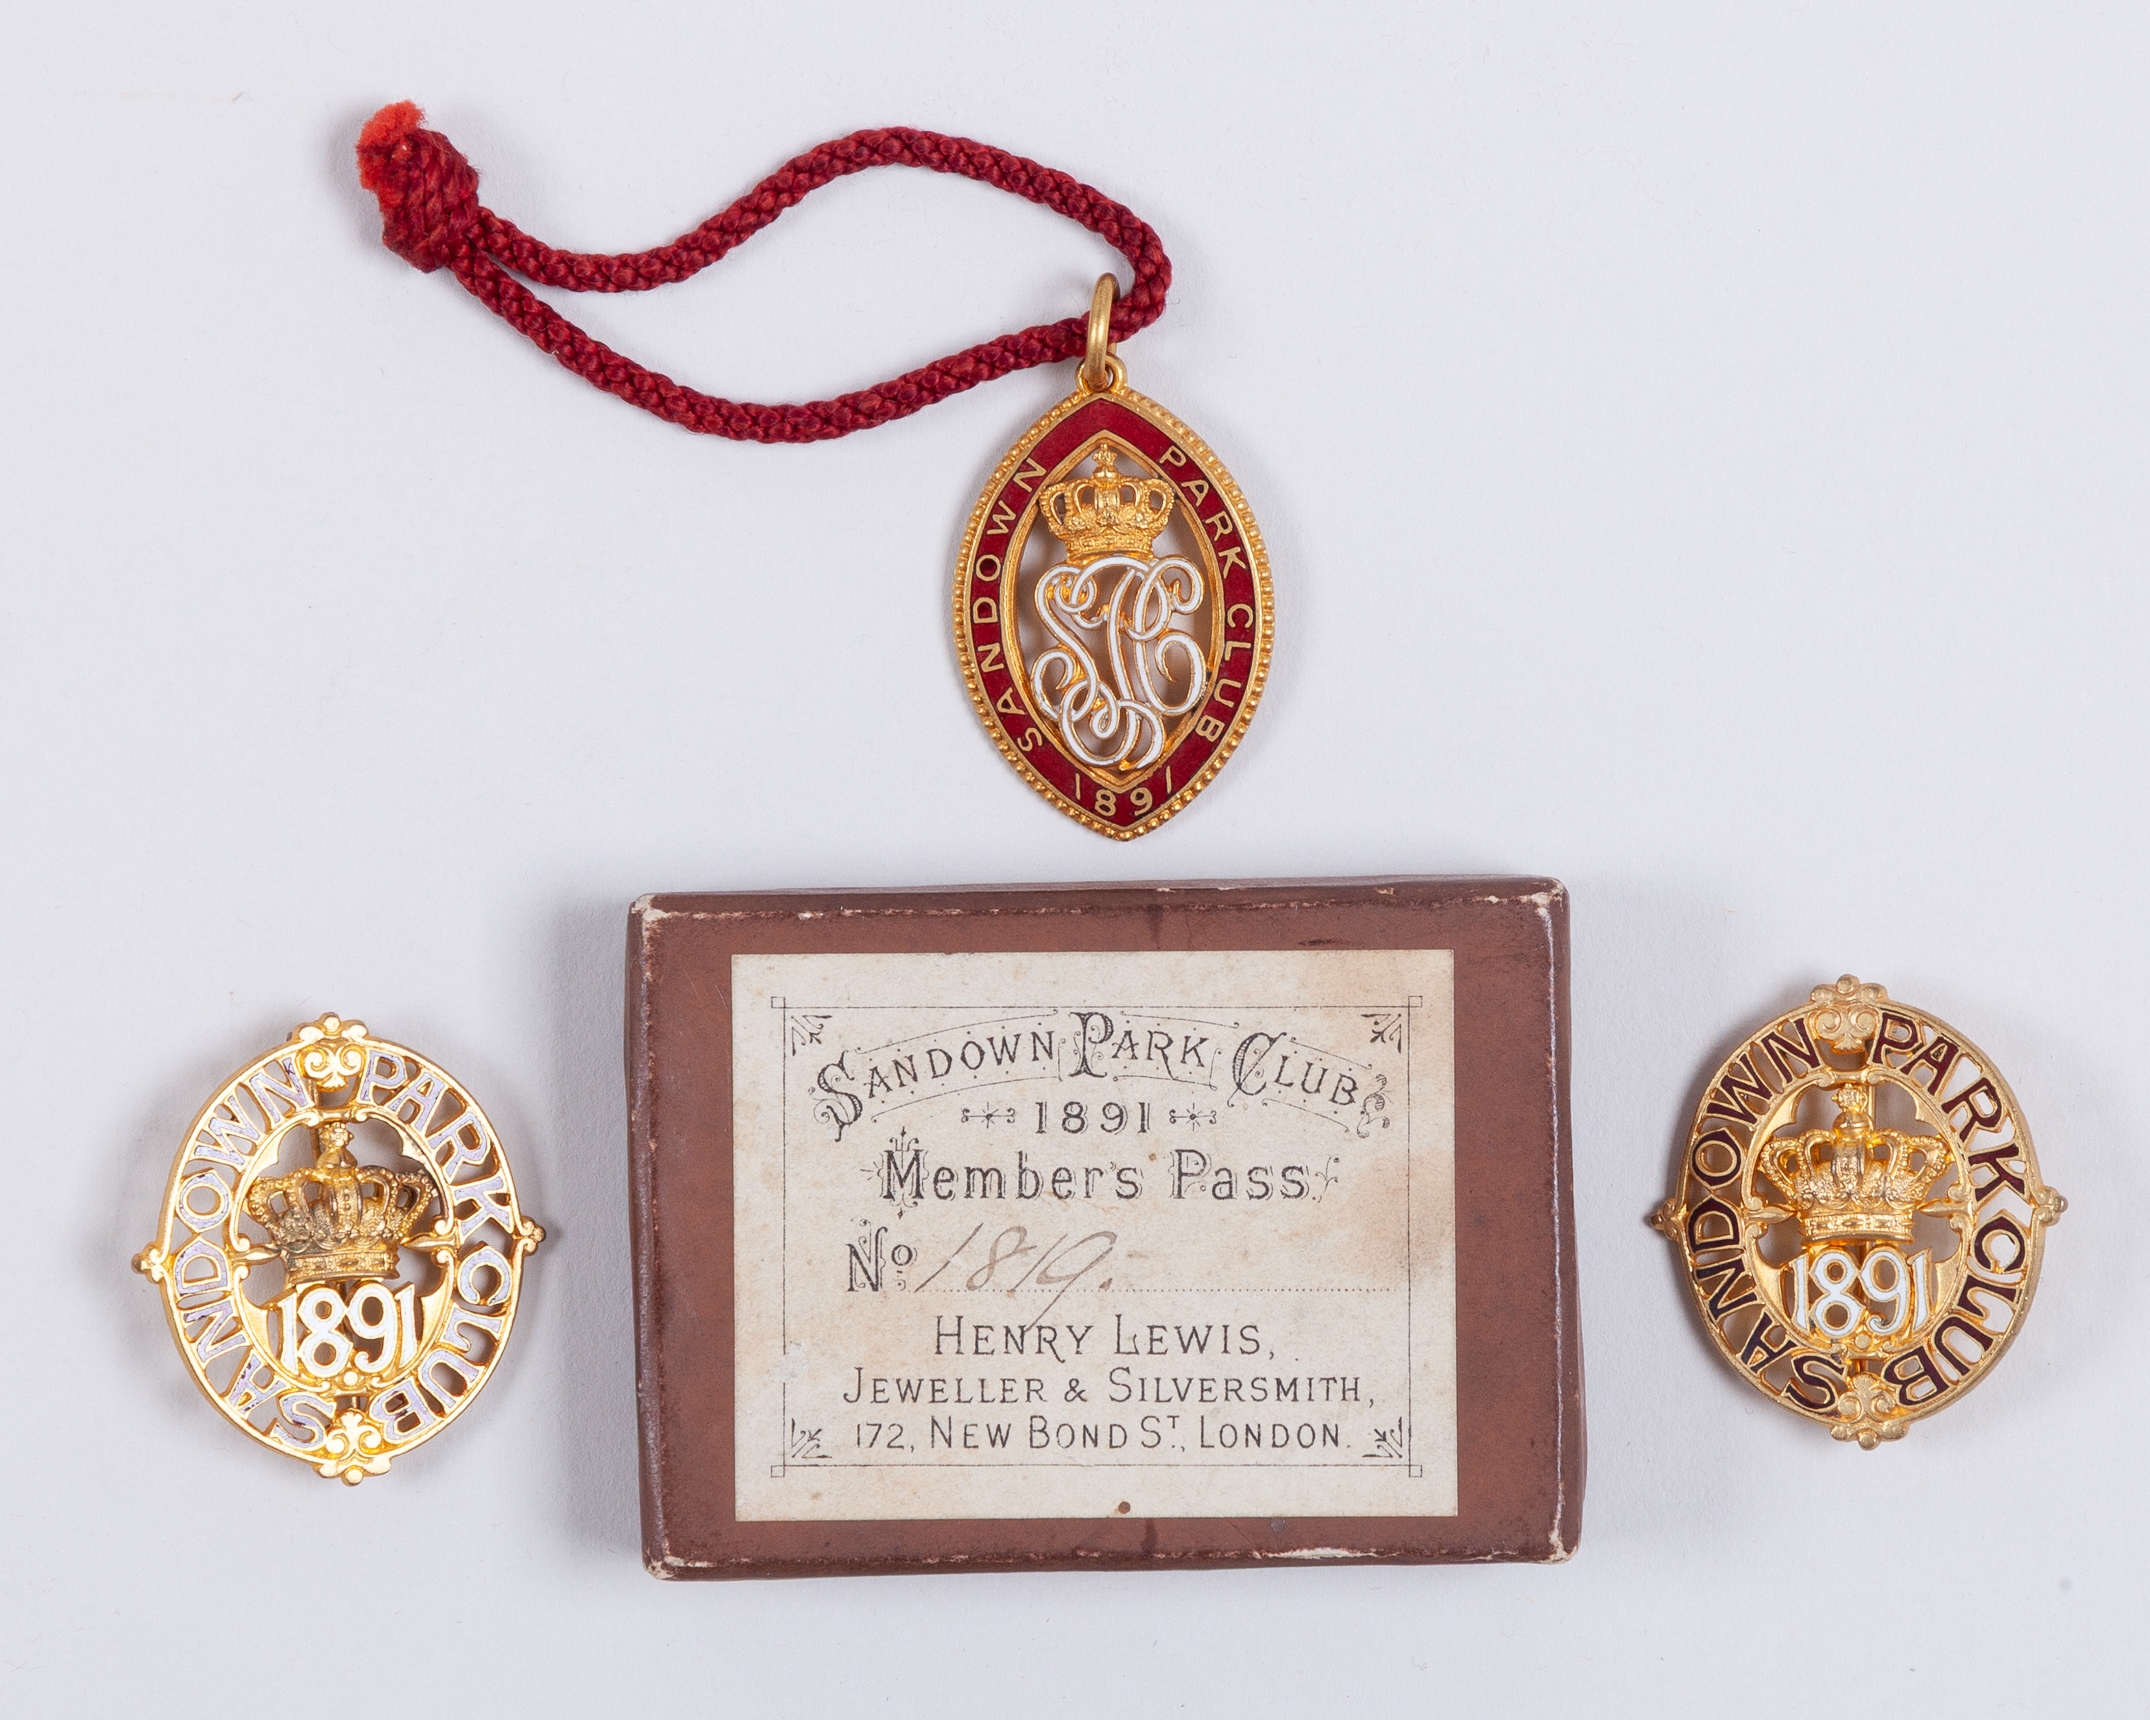 SANDOWN PARK CLUB
1891
SPC
SANDOWN PARK CLUB
1891
Member's Pass
No 1819.
HENRY LEWIS,
JEWELLER & SILVERSMITH,
172, NEW BOND ST., LONDON.
SANDOWN PARK CLUB
1891
SANDOWN PARK CLUB
1891